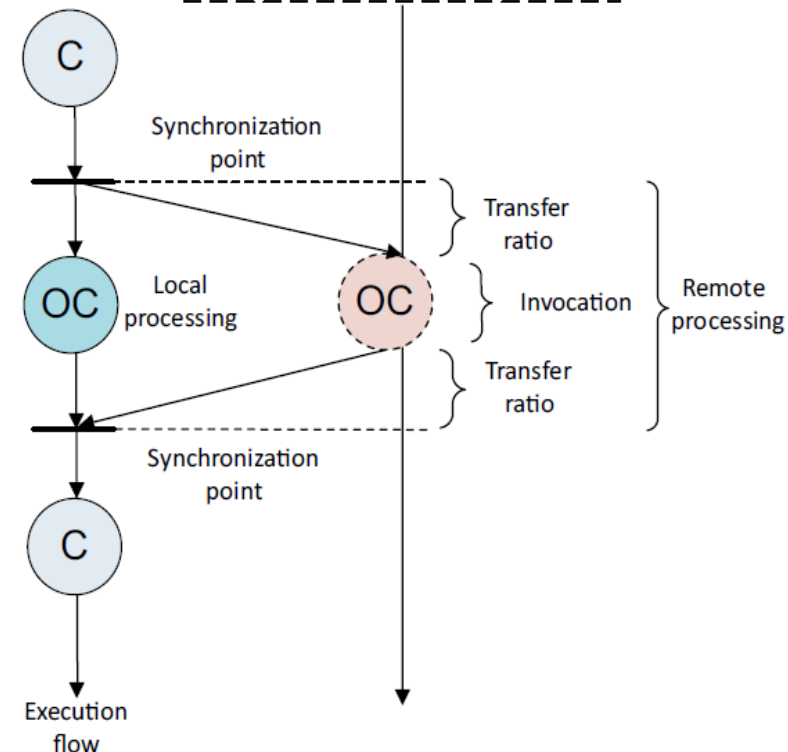 C
Synchronization
point
Transfer
ratio
OC
Local
processing
OC
Invocation
Remote
processing
Transfer
ratio
Synchronization
point
C
Execution
flow